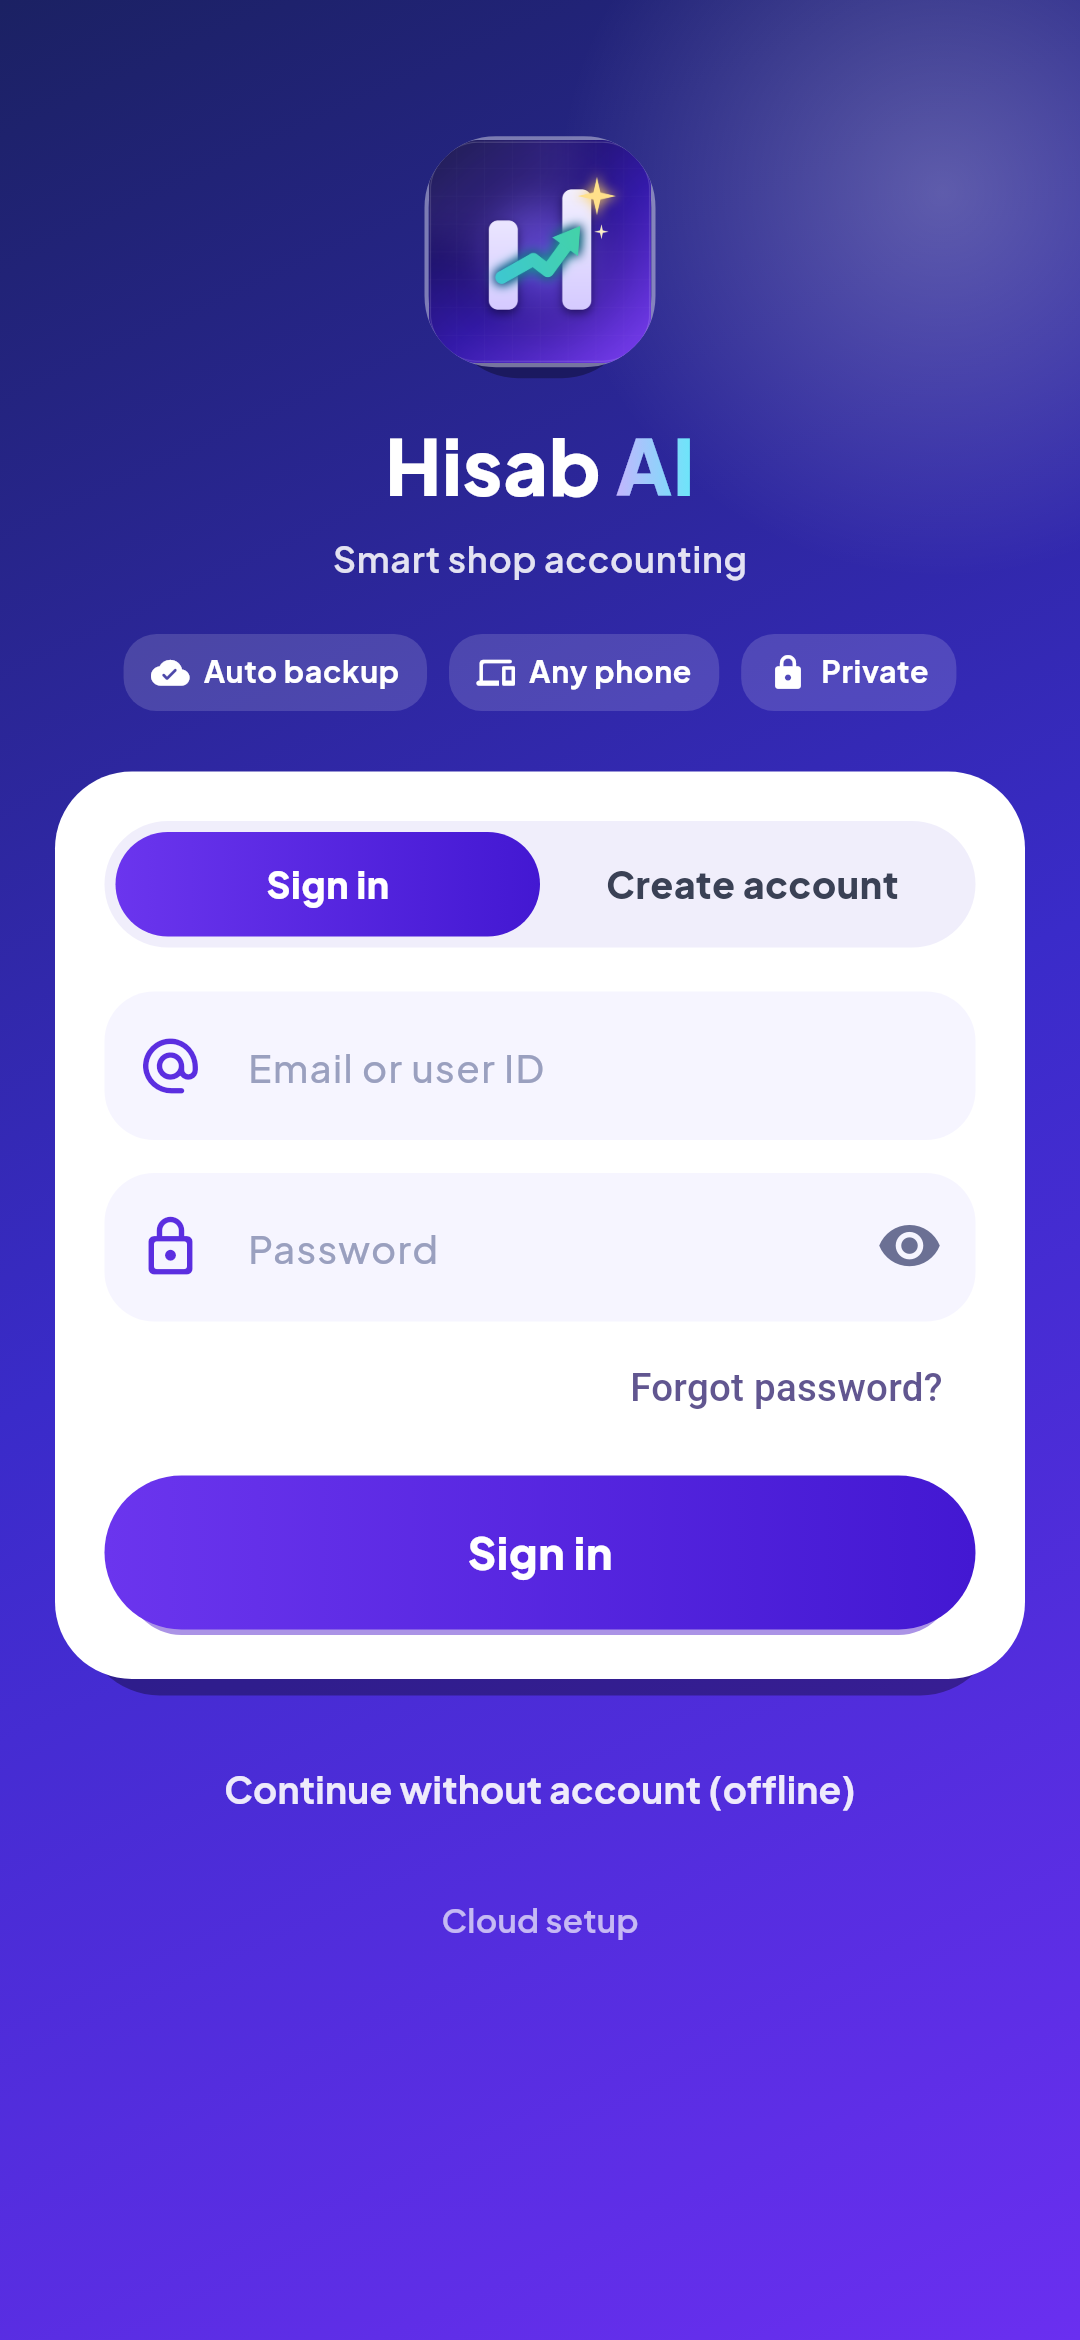 Hisab AI
Smart shop accounting
Auto backup
Any phone
Private
Sign in
Create account
Email or user ID
Password
Forgot password?
Sign in
Continue without account (offline)
Cloud setup